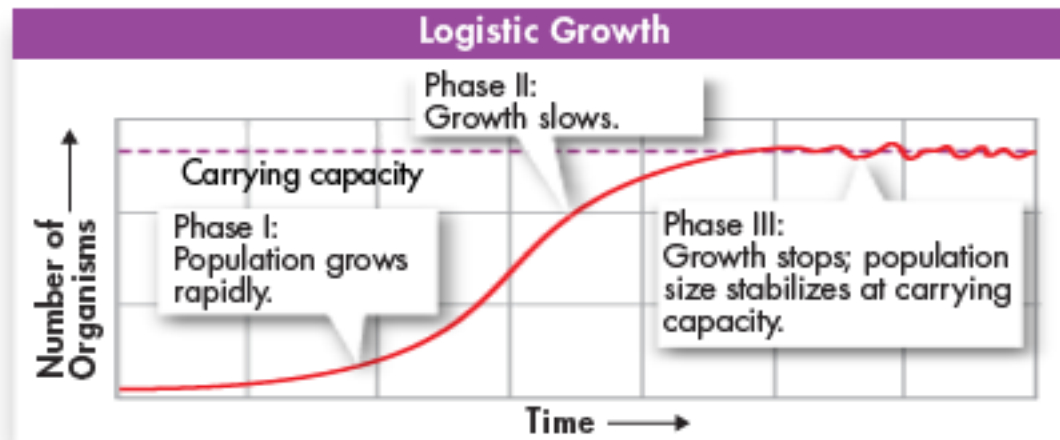 Logistic Growth
Phase II:
Growth slows.
Carrying capacity
Phase I:
Population grows
rapidly.
Phase III:
Growth stops; population
size stabilizes at carrying
capacity.
Number of
Organisms
Time